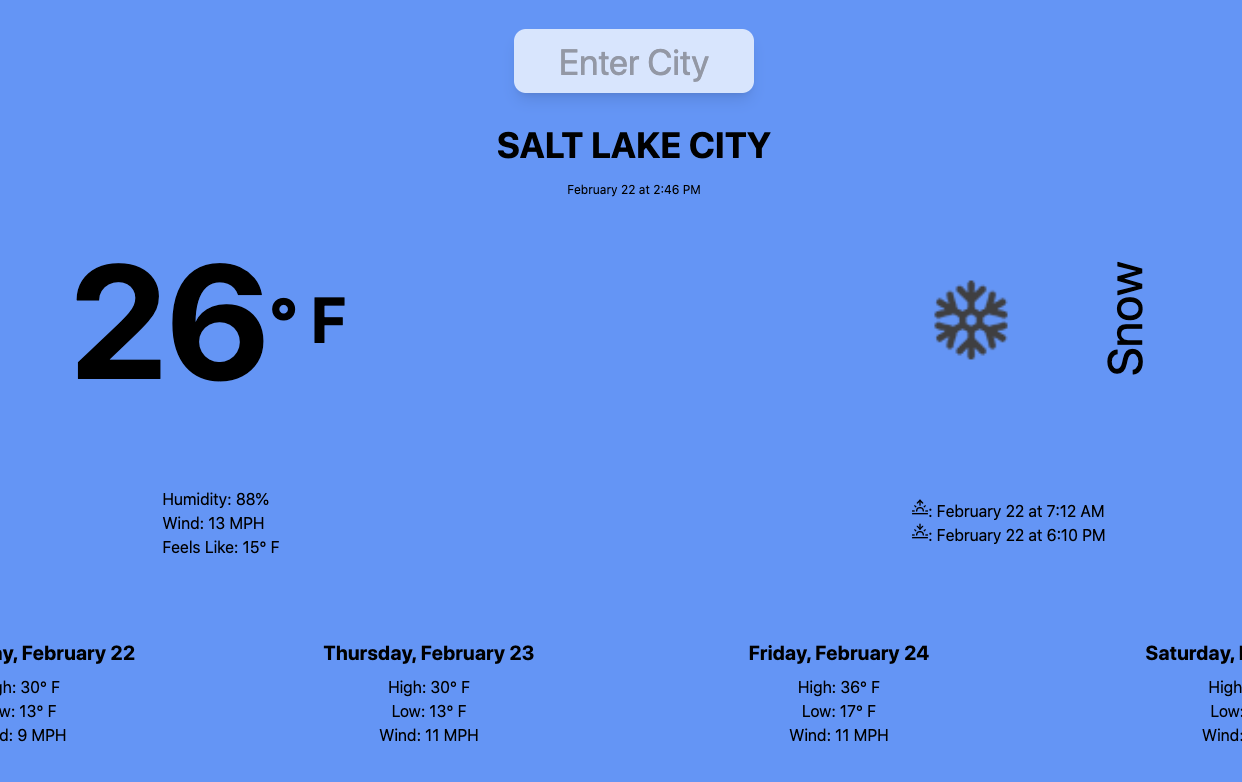 Enter City
SALT LAKE CITY
February 22 at 2:46 PM
26° F
Snow
Humidity: 88%
Wind: 13 MPH
Feels Like: 15° F
: February 22 at 7:12 AM
: February 22 at 6:10 PM
February 22
30° F
13° F
9 MPH
Thursday, February 23
High: 30° F
Low: 13° F
Wind: 11 MPH
Friday, February 24
High: 36° F
Low: 17° F
Wind: 11 MPH
Saturday,
High
Low:
Wind: